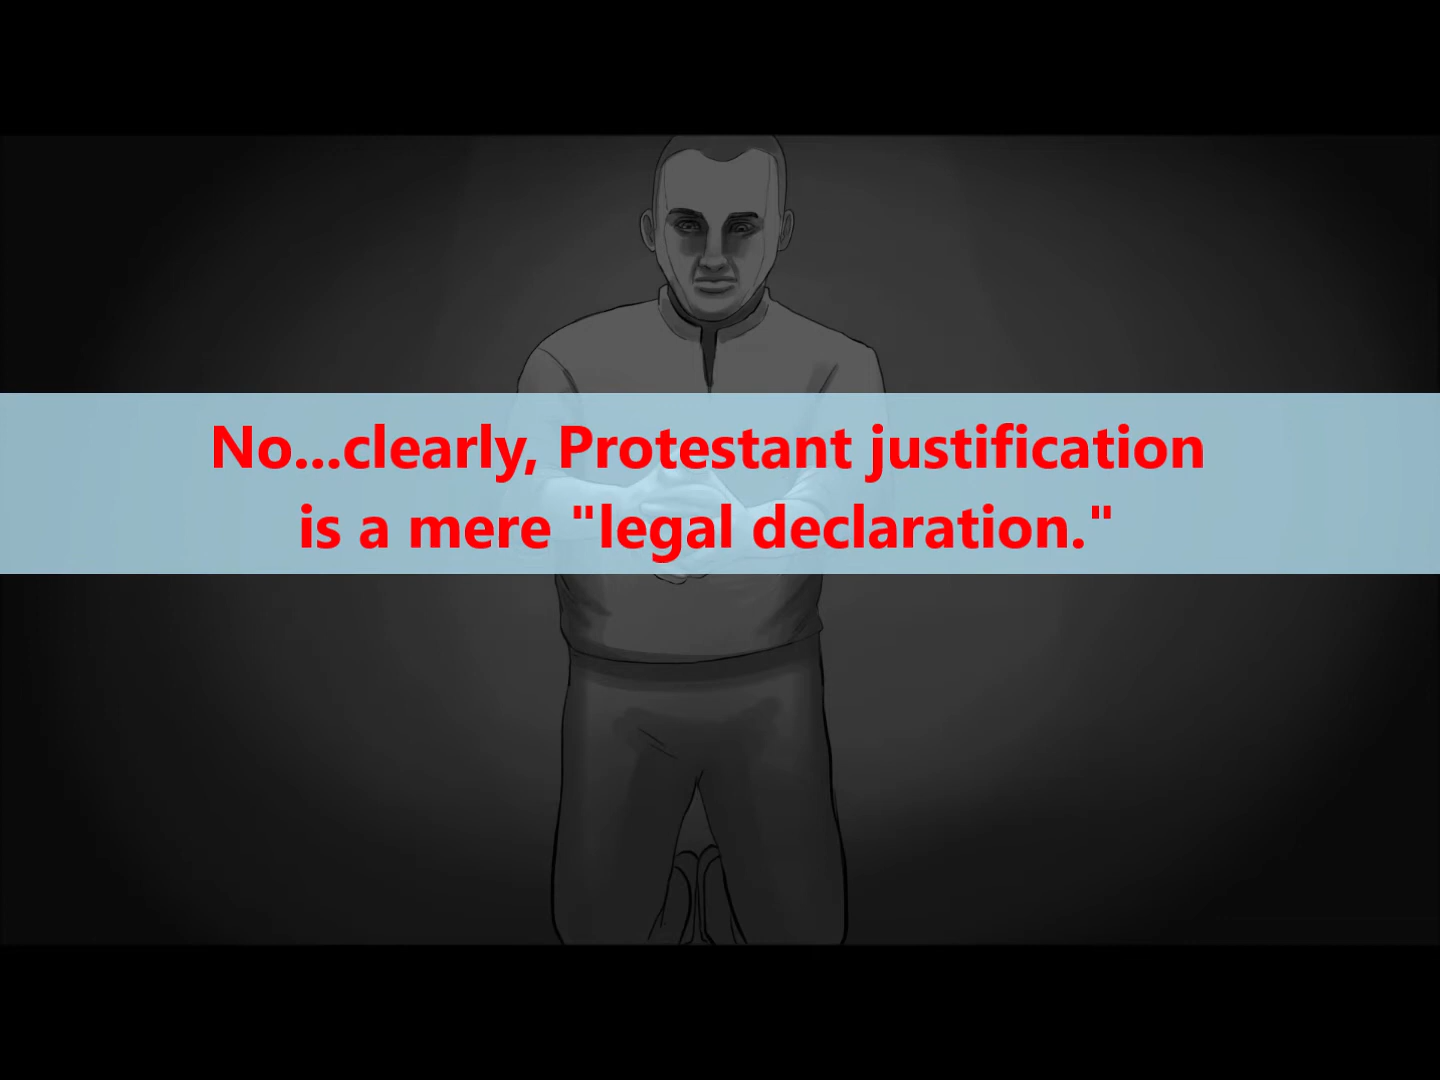 No...clearly, Protestant justification
is a mere "legal declaration."